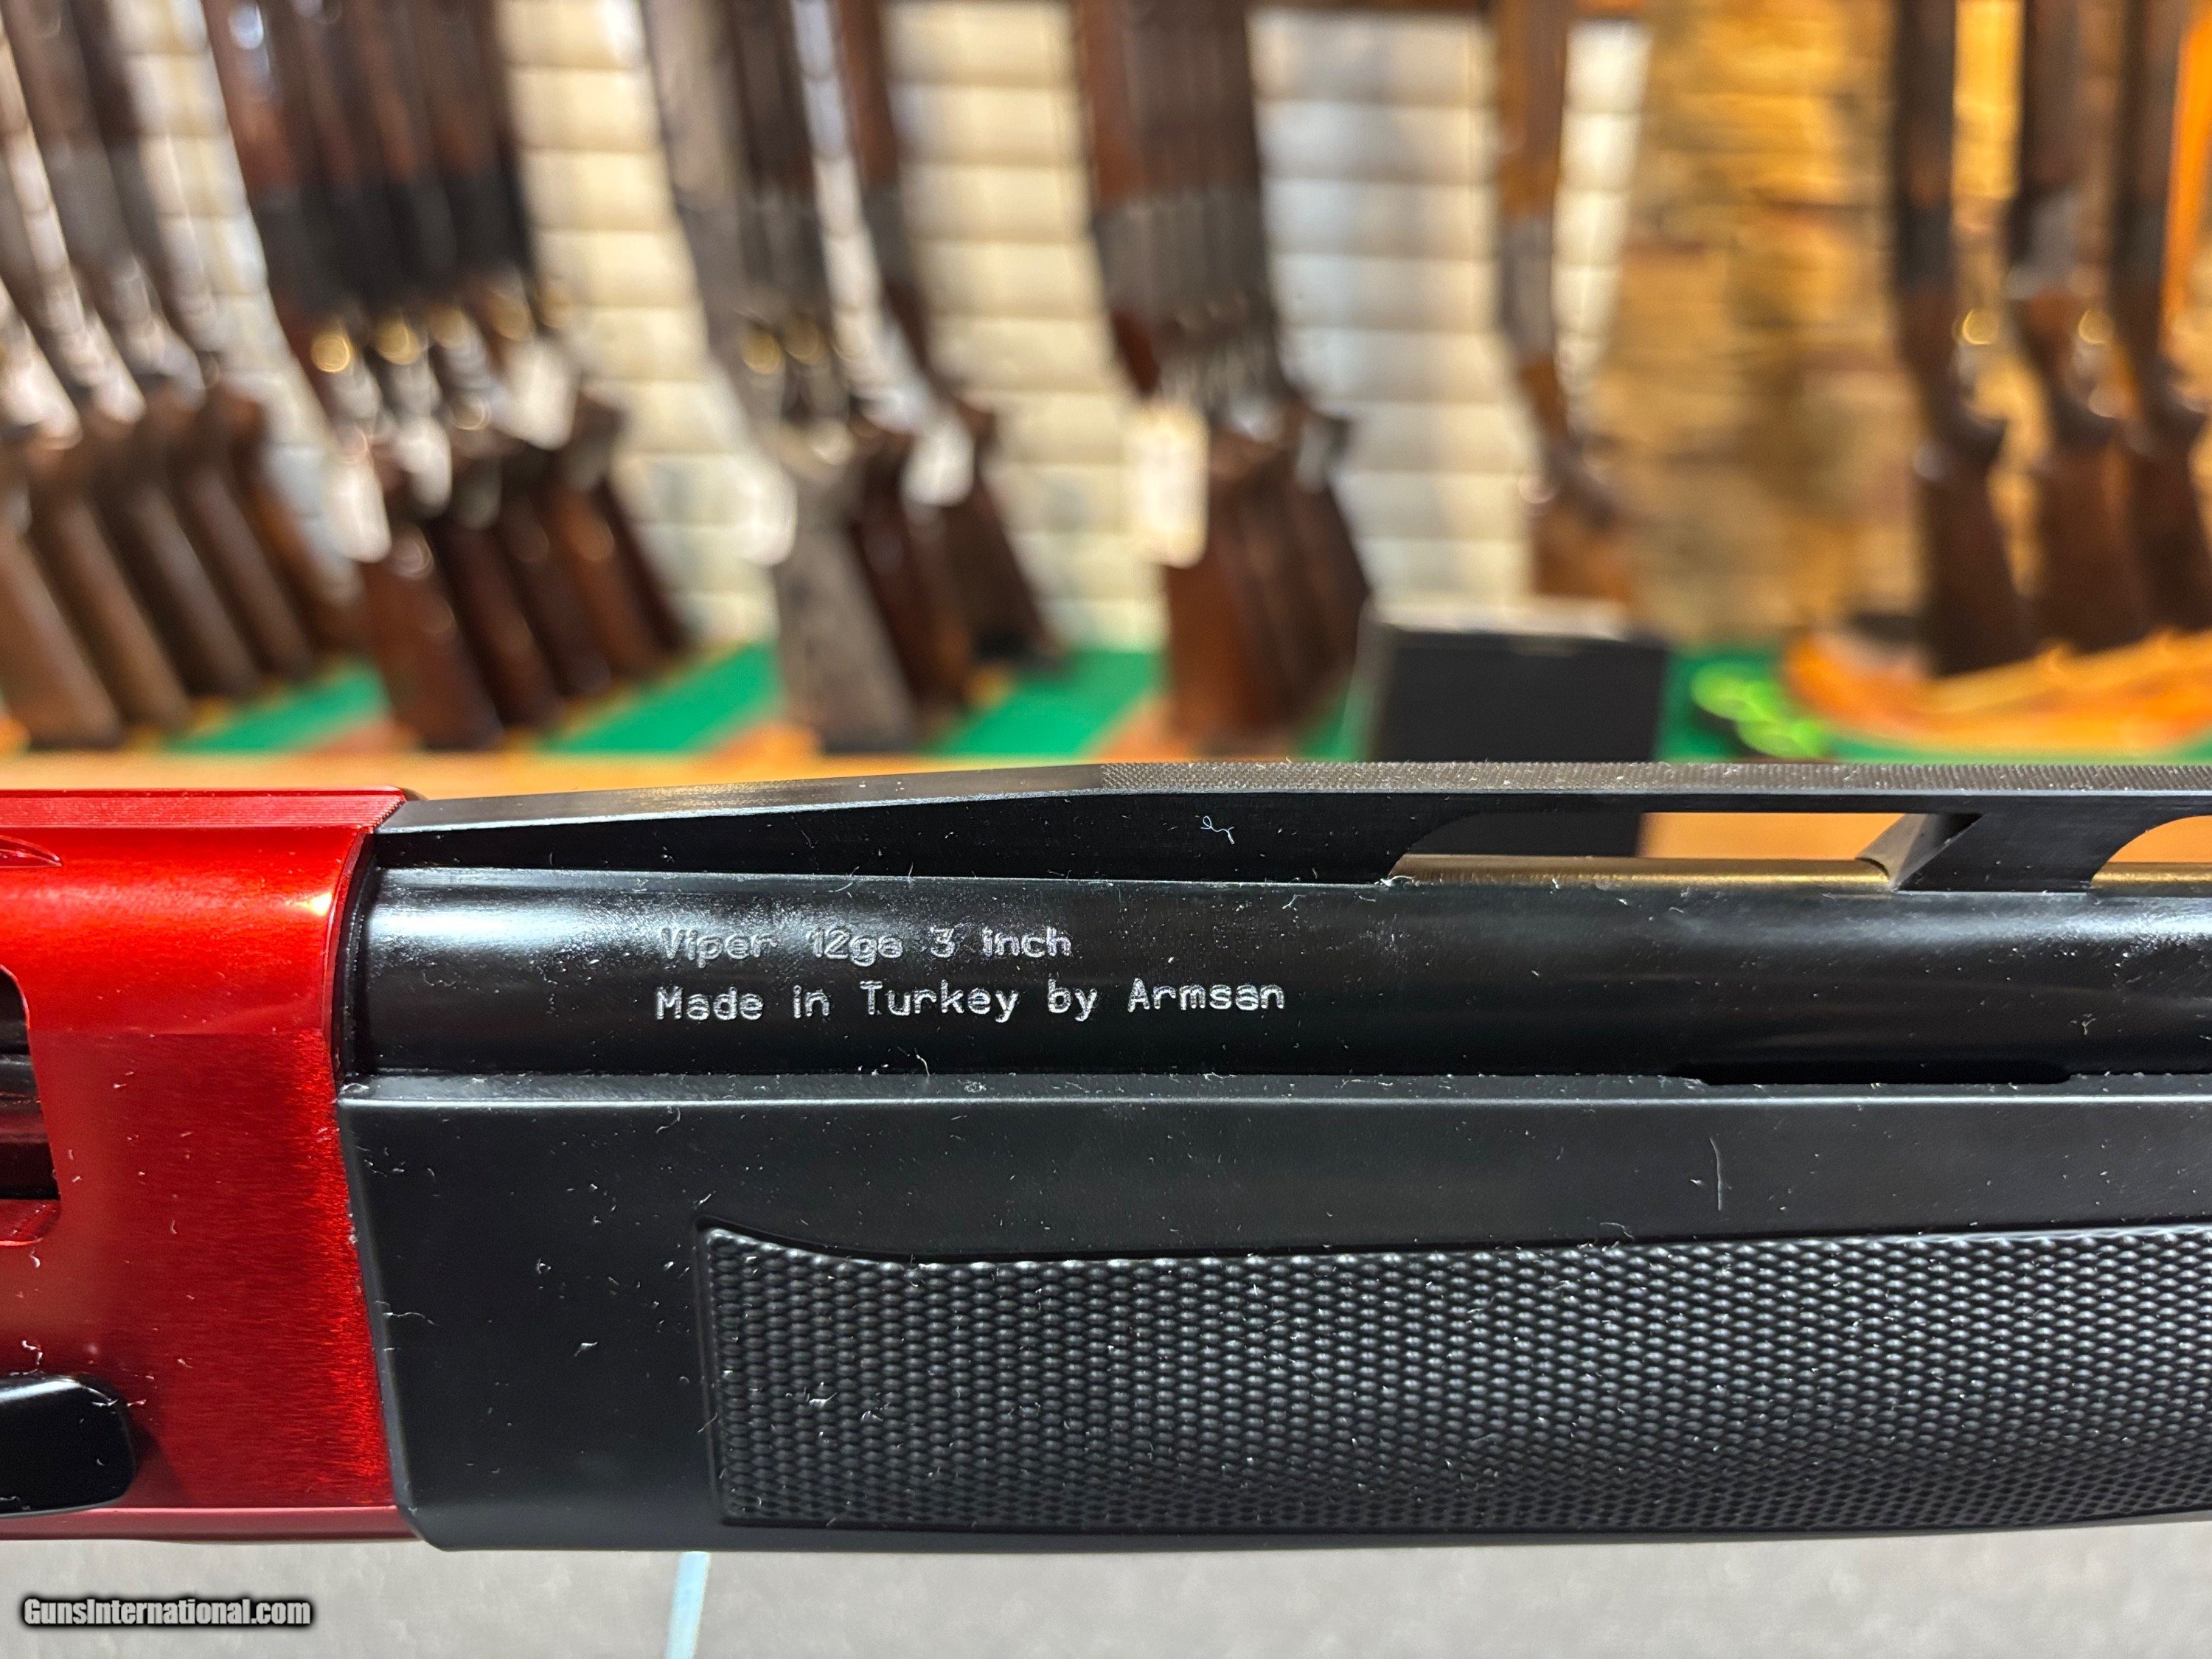 Viper 12ga 3 inch
Made in Turkey by Armsan
GunsInternational.com